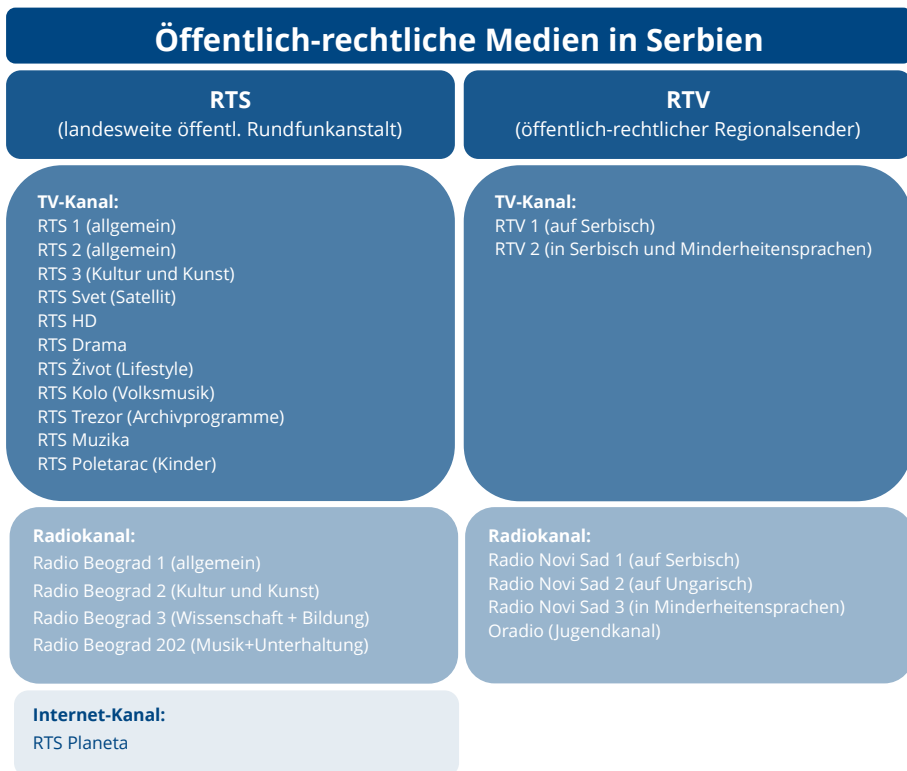 Öffentlich-rechtliche Medien in Serbien
RTS
(landesweite öffentl. Rundfunkanstalt)
RTV
(öffentlich-rechtlicher Regionalsender)
TV-Kanal:
RTS 1 (allgemein)
RTS 2 (allgemein)
RTS 3 (Kultur und Kunst)
RTS Svet (Satellit)
RTS HD
RTS Drama
RTS Život (Lifestyle)
RTS Kolo (Volksmusik)
RTS Trezor (Archivprogramme)
RTS Muzika
RTS Poletarac (Kinder)
TV-Kanal:
RTV 1 (auf Serbisch)
RTV 2 (in Serbisch und Minderheitensprachen)
Radiokanal:
Radio Beograd 1 (allgemein)
Radio Beograd 2 (Kultur und Kunst)
Radio Beograd 3 (Wissenschaft + Bildung)
Radio Beograd 202 (Musik+Unterhaltung)
Radiokanal:
Radio Novi Sad 1 (auf Serbisch)
Radio Novi Sad 2 (auf Ungarisch)
Radio Novi Sad 3 (in Minderheitensprachen)
Oradio (Jugendkanal)
Internet-Kanal:
RTS Planeta